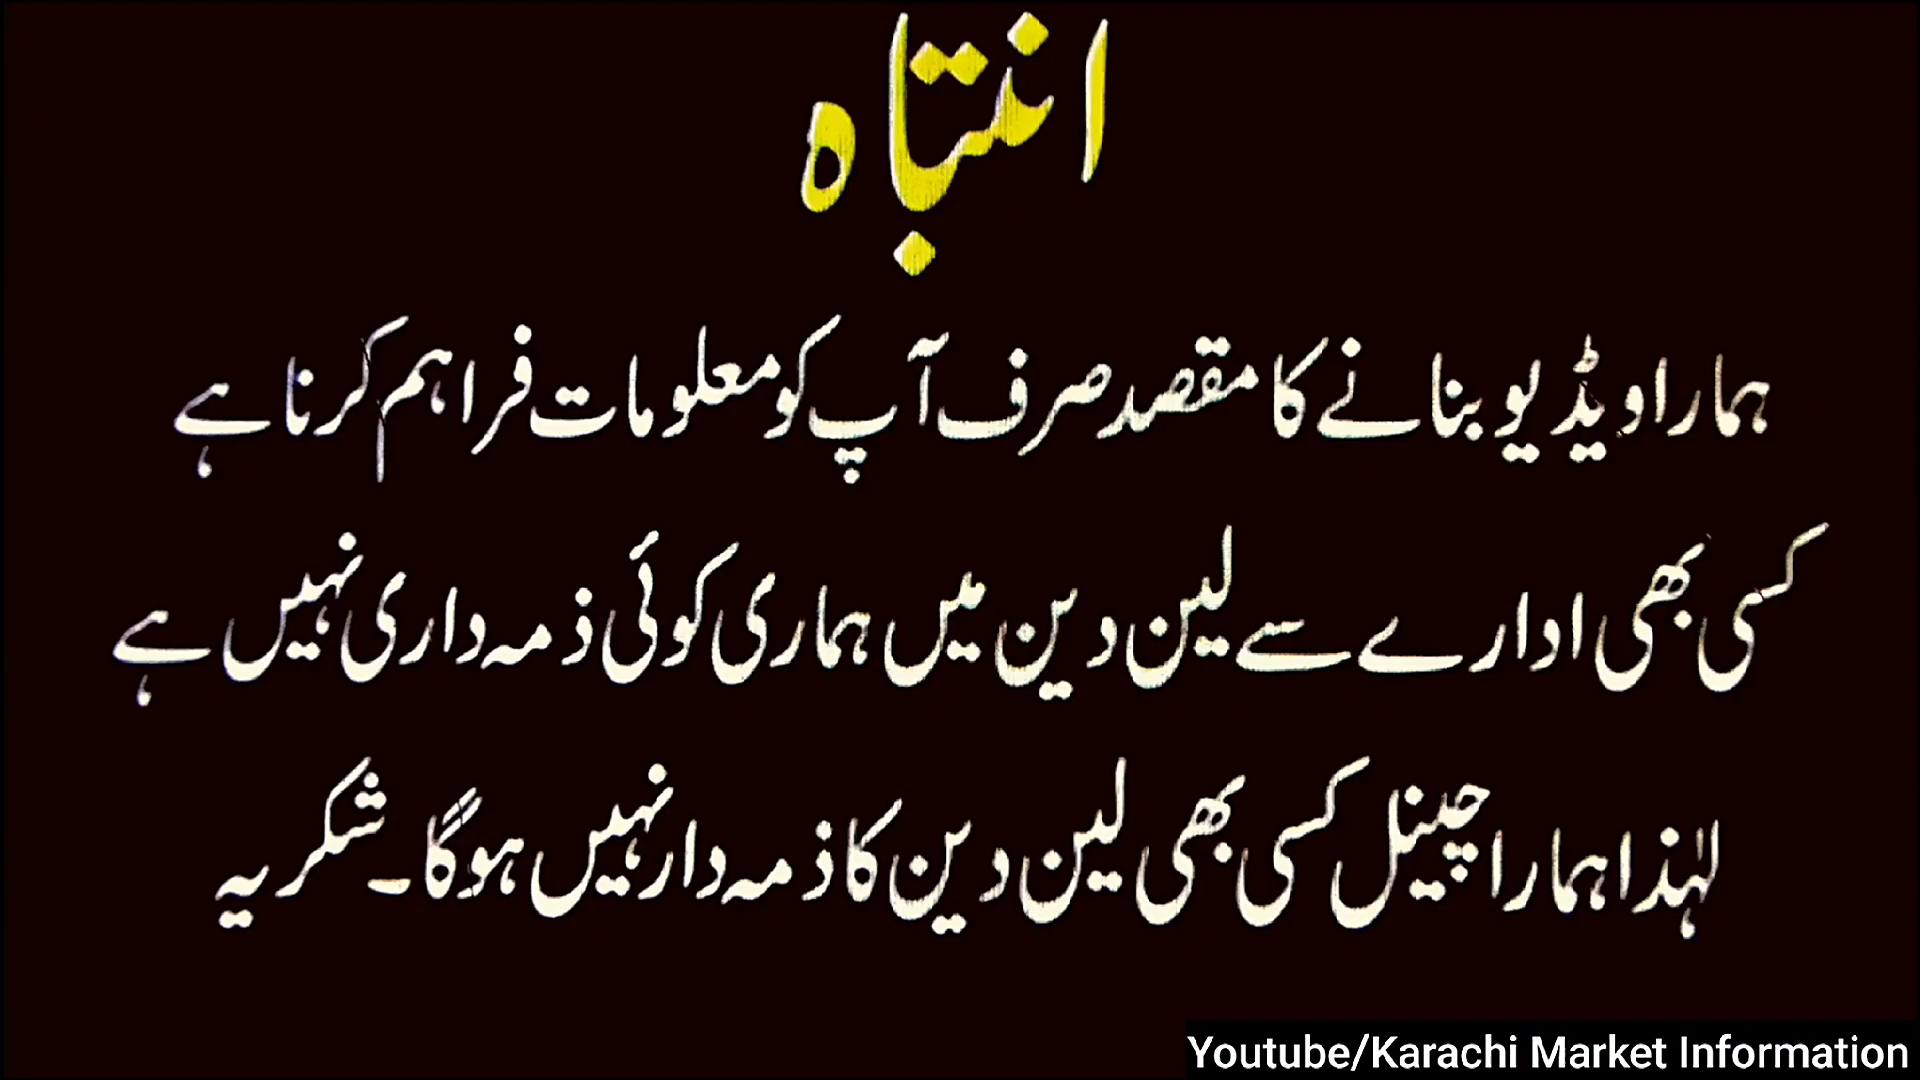 انتباہ
ہمارا ویڈیو بنانے کا مقصد صرف آپ کو معلومات فراہم کرنا ہے
کسی بھی ادارے سے لین دین میں ہماری کوئی ذمہ داری نہیں ہے
لہٰذا ہمارا چینل کسی بھی لین دین کا ذمہ دار نہیں ہوگا۔ شکریہ
Youtube/Karachi Market Information